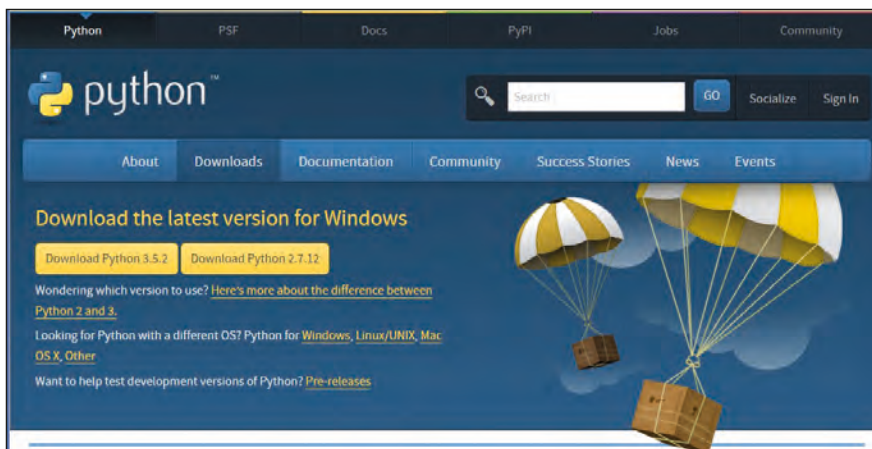 Python PSF Docs PyPI Jobs Community
python™
Search GO Socialize Sign In
About Downloads Documentation Community Success Stories News Events
Download the latest version for Windows
Download Python 3.5.2 Download Python 2.7.12
Wondering which version to use? Here's more about the difference between
Python 2 and 3.
Looking for Python with a different OS? Python for Windows, Linux/UNIX, Mac
OS X, Other
Want to help test development versions of Python? Pre-releases